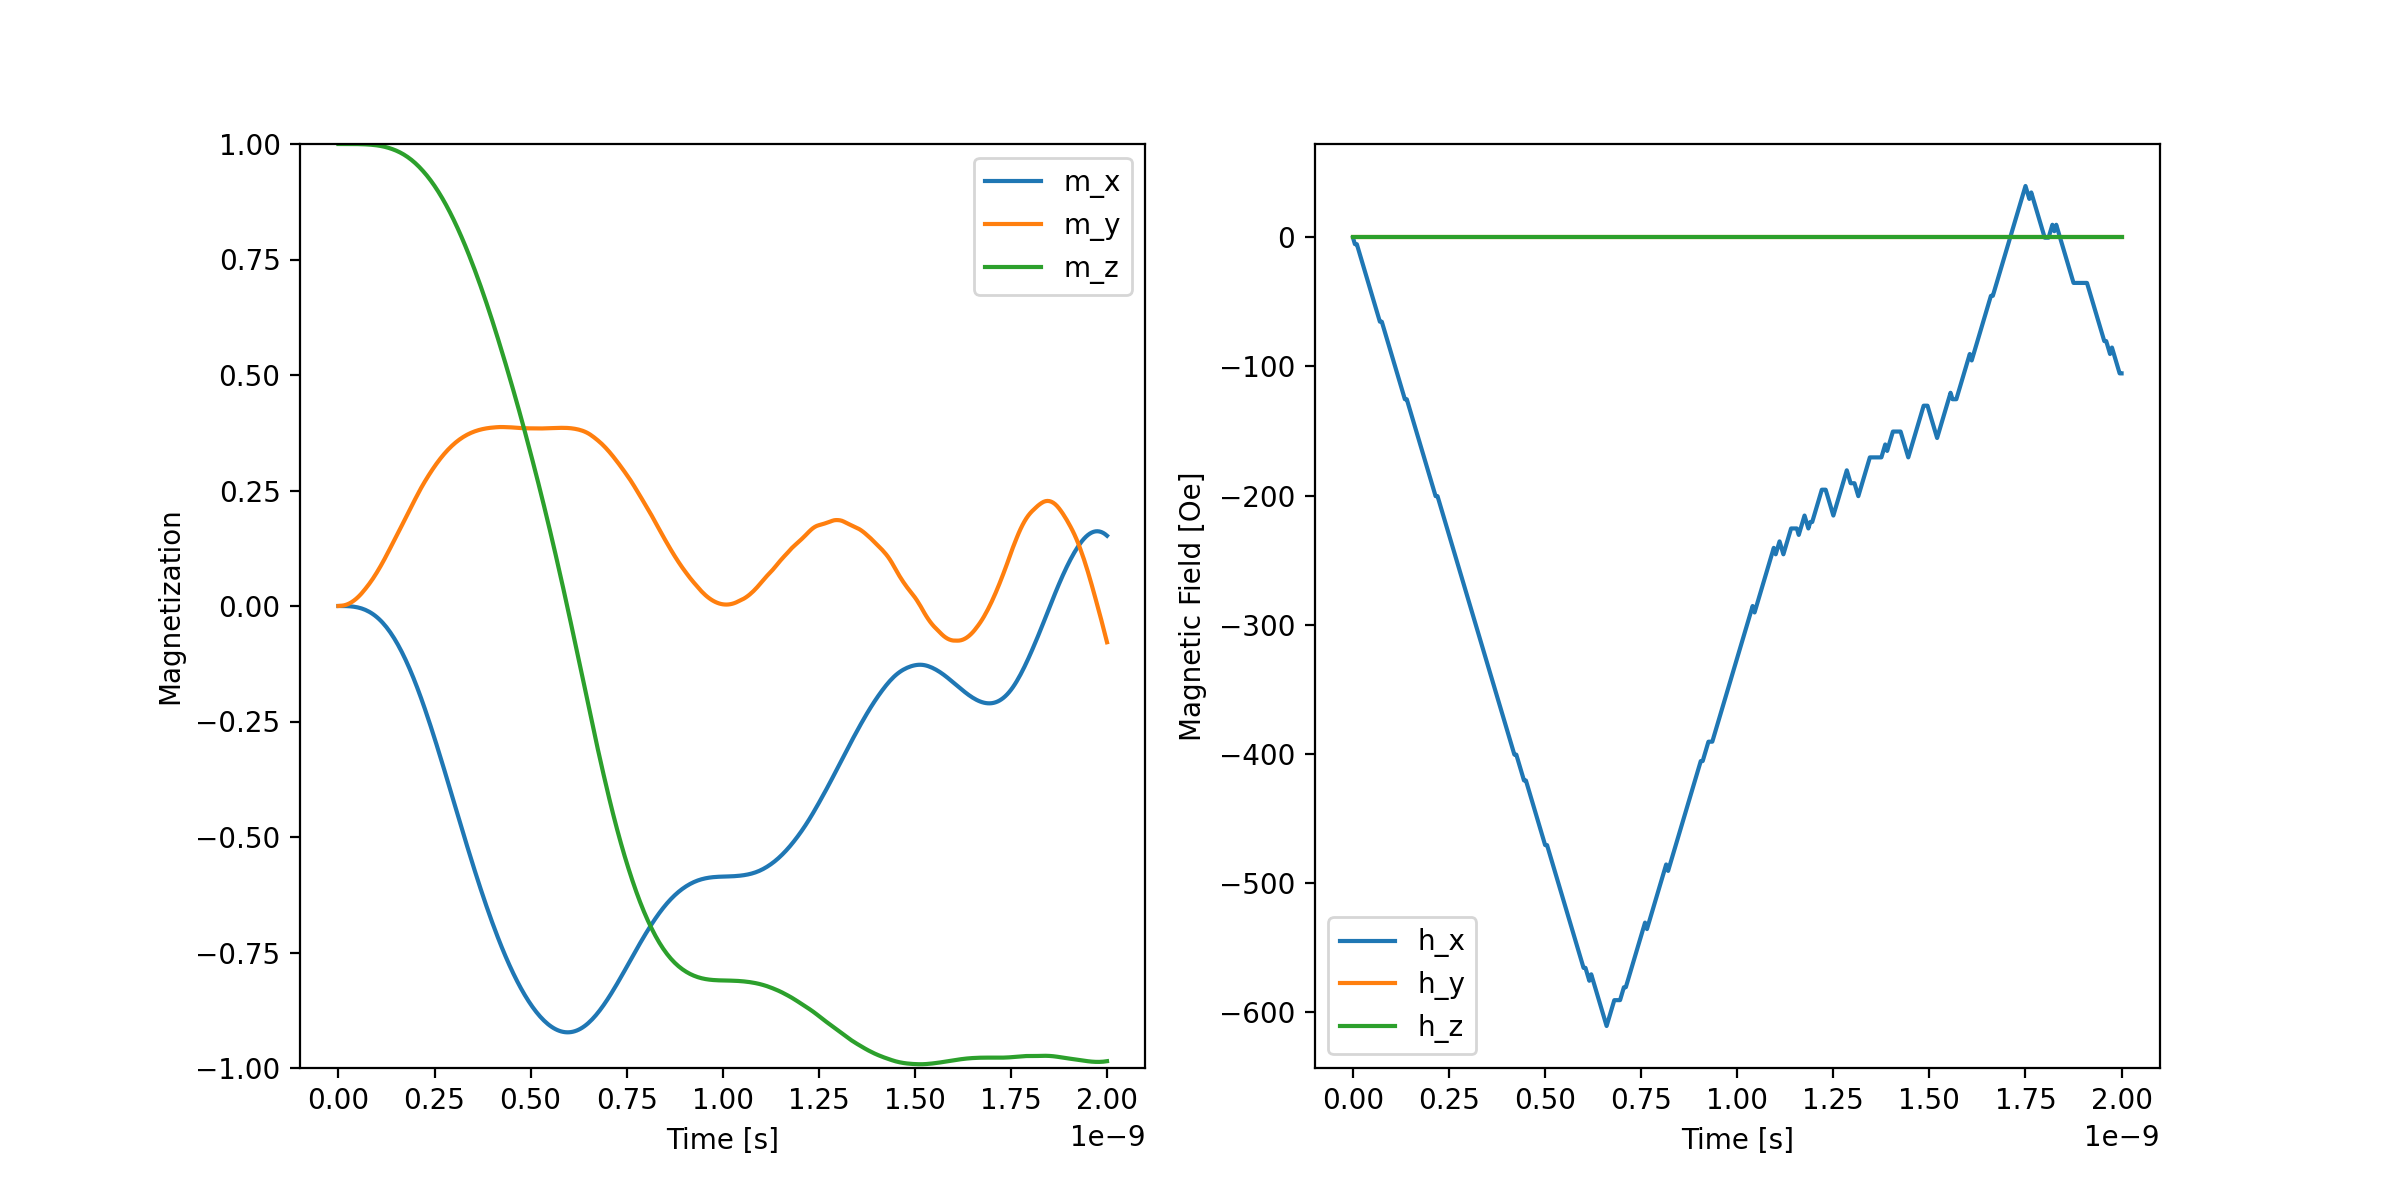 1.00
0.75
0.50
0.25
0.00
−0.25
−0.50
−0.75
−1.00
Magnetization
m_x
m_y
m_z
0.00 0.25 0.50 0.75 1.00 1.25 1.50 1.75 2.00
Time [s]
1e−9
0
−100
−200
−300
−400
−500
−600
Magnetic Field [Oe]
h_x
h_y
h_z
0.00 0.25 0.50 0.75 1.00 1.25 1.50 1.75 2.00
Time [s]
1e−9